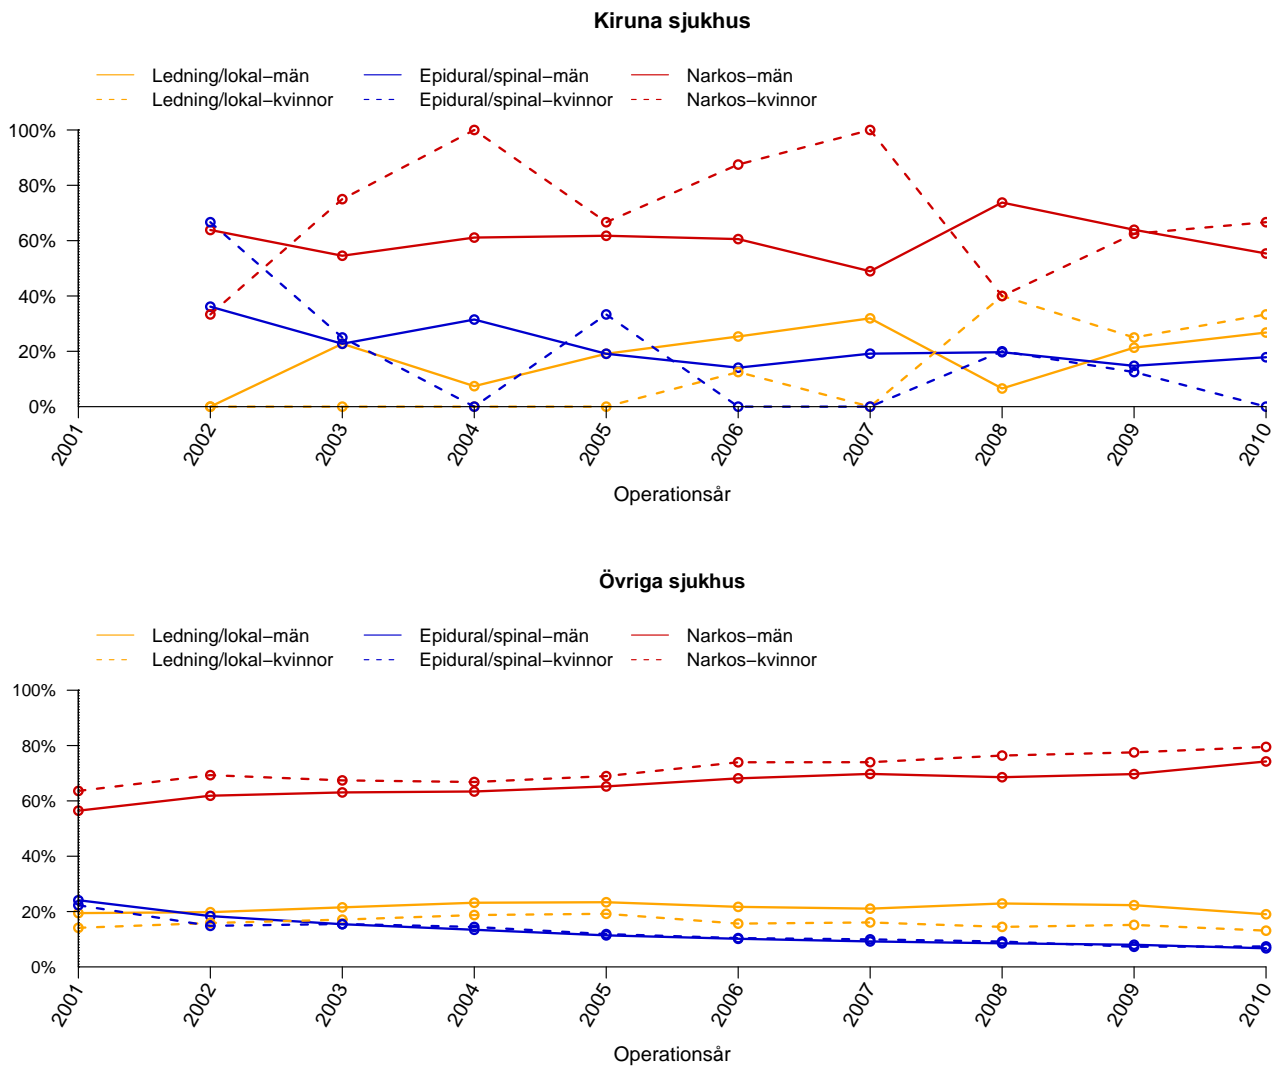 Kiruna sjukhus
Ledning/lokal−män Epidural/spinal−män Narkos−män
Ledning/lokal−kvinnor Epidural/spinal−kvinnor Narkos−kvinnor
100%
80%
60%
40%
20%
0%
2001 2002 2003 2004 2005 2006 2007 2008 2009 2010
Operationsår
Övriga sjukhus
Ledning/lokal−män Epidural/spinal−män Narkos−män
Ledning/lokal−kvinnor Epidural/spinal−kvinnor Narkos−kvinnor
100%
80%
60%
40%
20%
0%
2001 2002 2003 2004 2005 2006 2007 2008 2009 2010
Operationsår